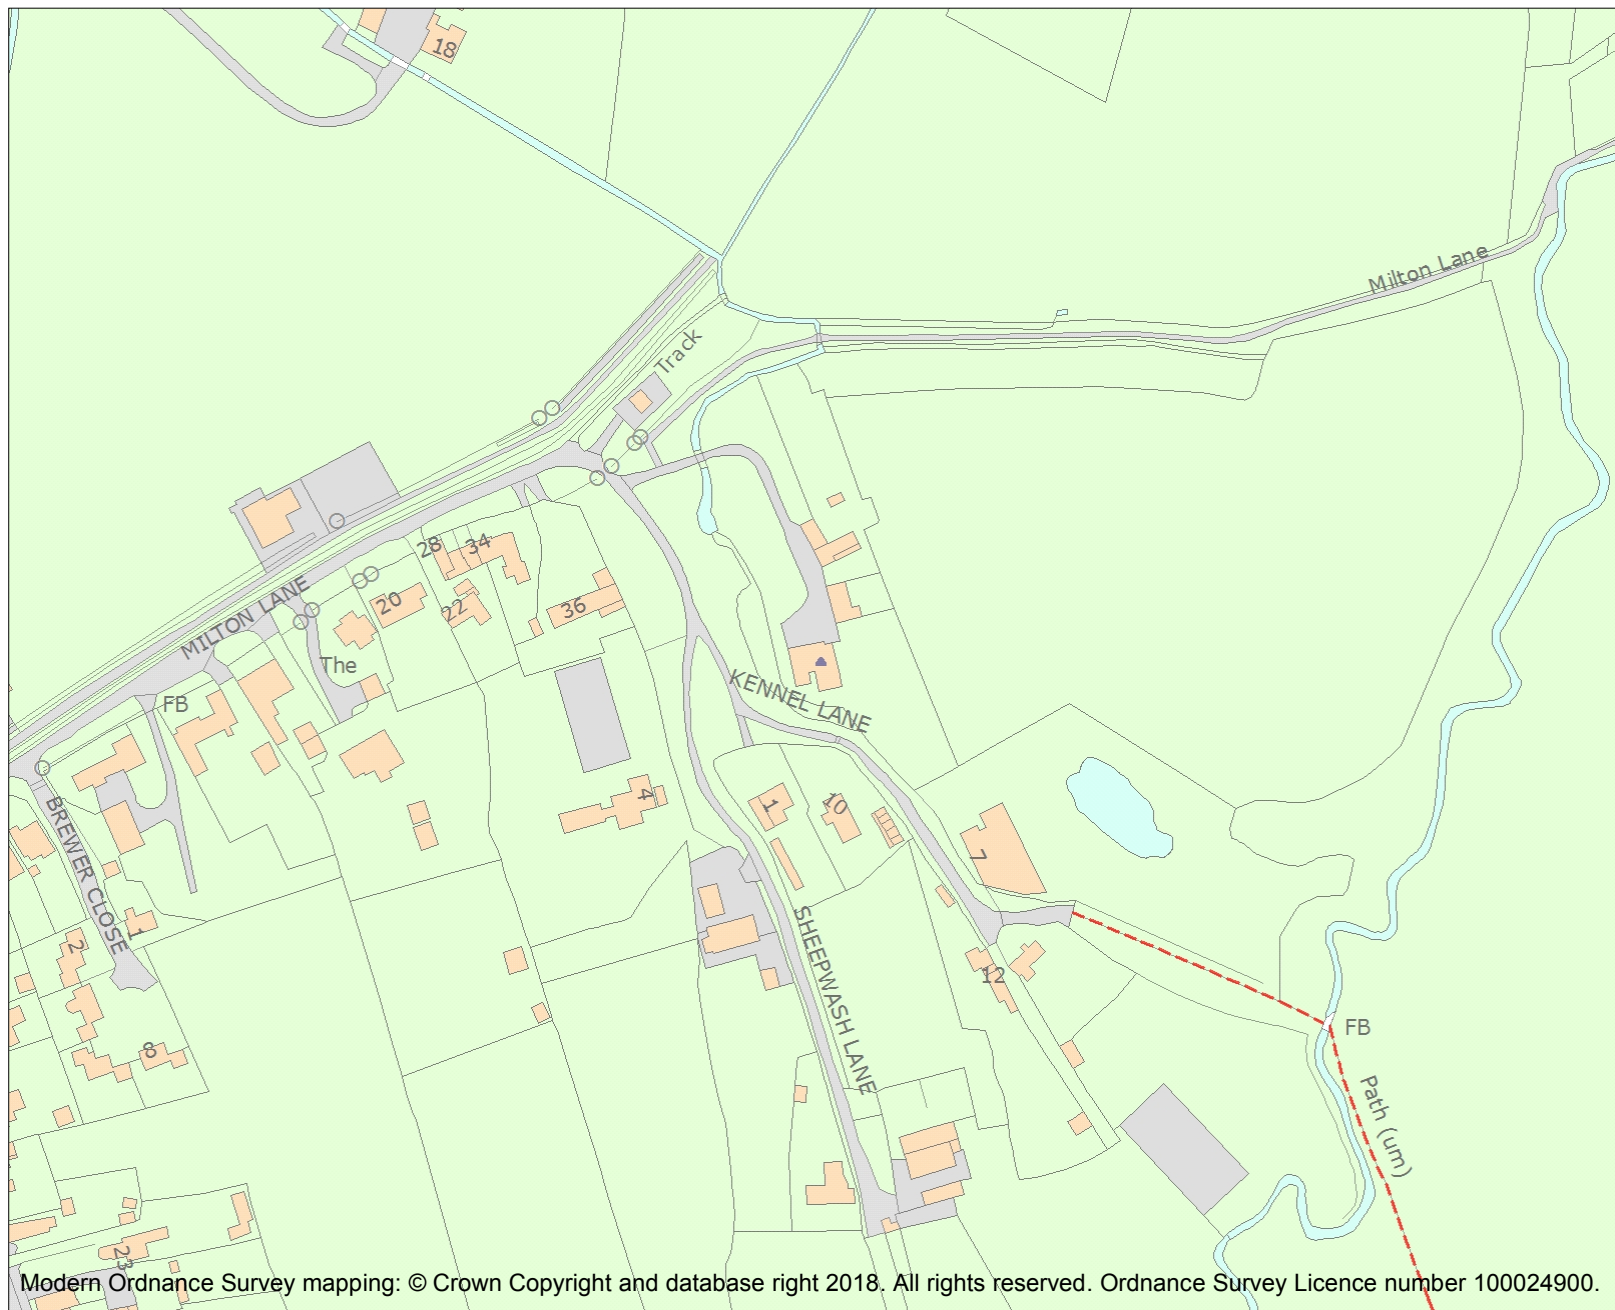 18
Milton Lane
Track
28
34
20
22
36
MILTON LANE
The
KENNEL LANE
FB
4
1
10
7
BREWER CLOSE
1
2
SHEEPWASH LANE
12
FB
8
Path (um)
23
Modern Ordnance Survey mapping: © Crown Copyright and database right 2018. All rights reserved. Ordnance Survey Licence number 100024900.